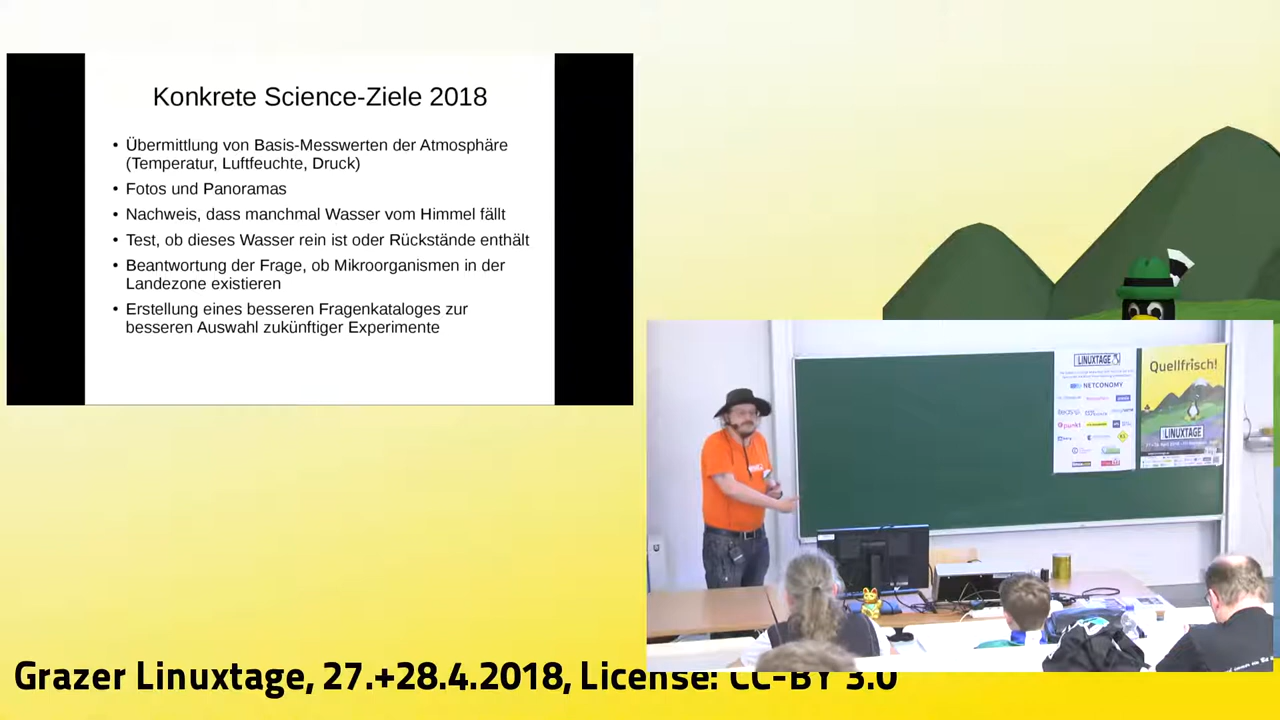 Konkrete Science-Ziele 2018
• Übermittlung von Basis-Messwerten der Atmosphäre
(Temperatur, Luftfeuchte, Druck)
• Fotos und Panoramas
• Nachweis, dass manchmal Wasser vom Himmel fällt
• Test, ob dieses Wasser rein ist oder Rückstände enthält
• Beantwortung der Frage, ob Mikroorganismen in der
Landezone existieren
• Erstellung eines besseren Fragenkataloges zur
besseren Auswahl zukünftiger Experimente
LINUXTAGE
NETCONOMY
Quellfrisch!
LINUXTAGE
Grazer Linuxtage, 27.+28.4.2018, License: CC-BY 3.0